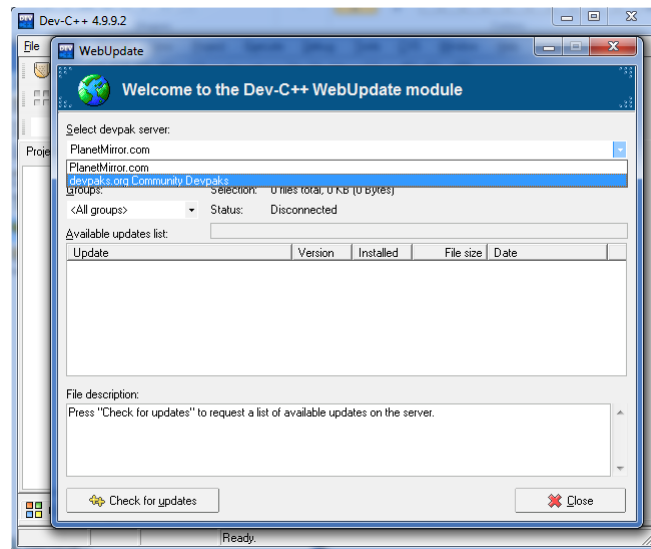 Dev-C++ 4.9.9.2
File
WebUpdate
Welcome to the Dev-C++ WebUpdate module
Select devpak server:
Proje
PlanetMirror.com
PlanetMirror.com
devpaks.org Community Devpaks
Groups: Selection: 0 files total, 0 KB (0 Bytes)
<All groups> Status: Disconnected
Available updates list:
Update Version Installed File size Date
File description:
Press "Check for updates" to request a list of available updates on the server.
Check for updates Close
Ready.